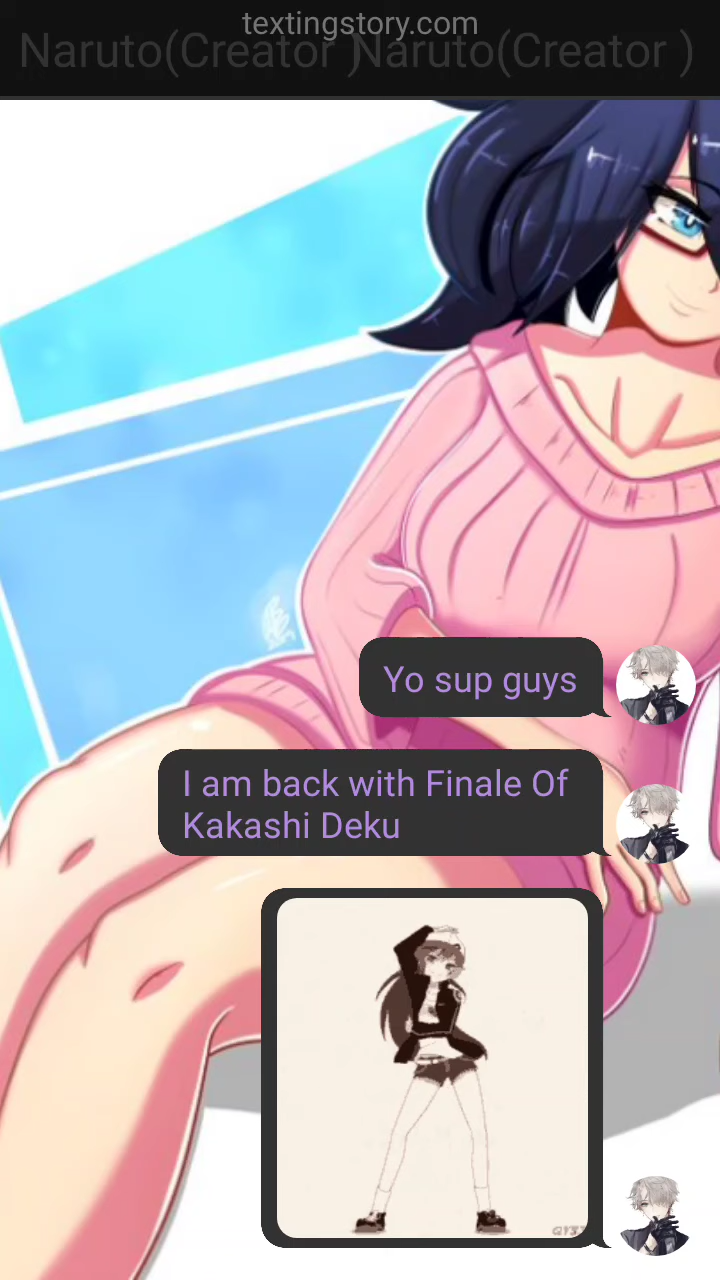 textingstory.com
Naruto(Creator )Naruto(Creator )
Yo sup guys
I am back with Finale Of
Kakashi Deku